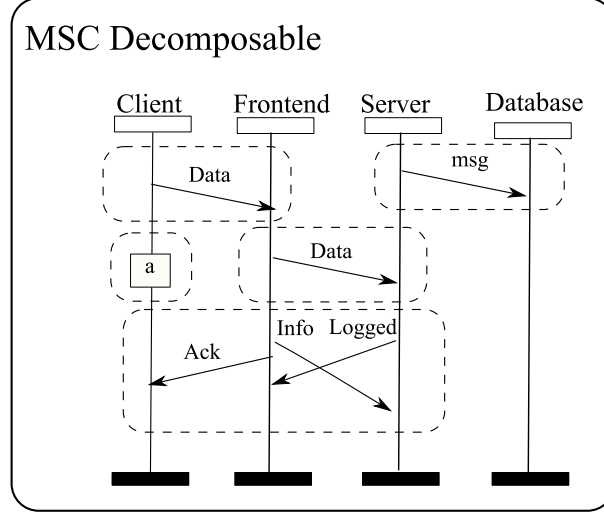 MSC Decomposable
Client Frontend Server Database
Data msg
a Data
Info Logged
Ack